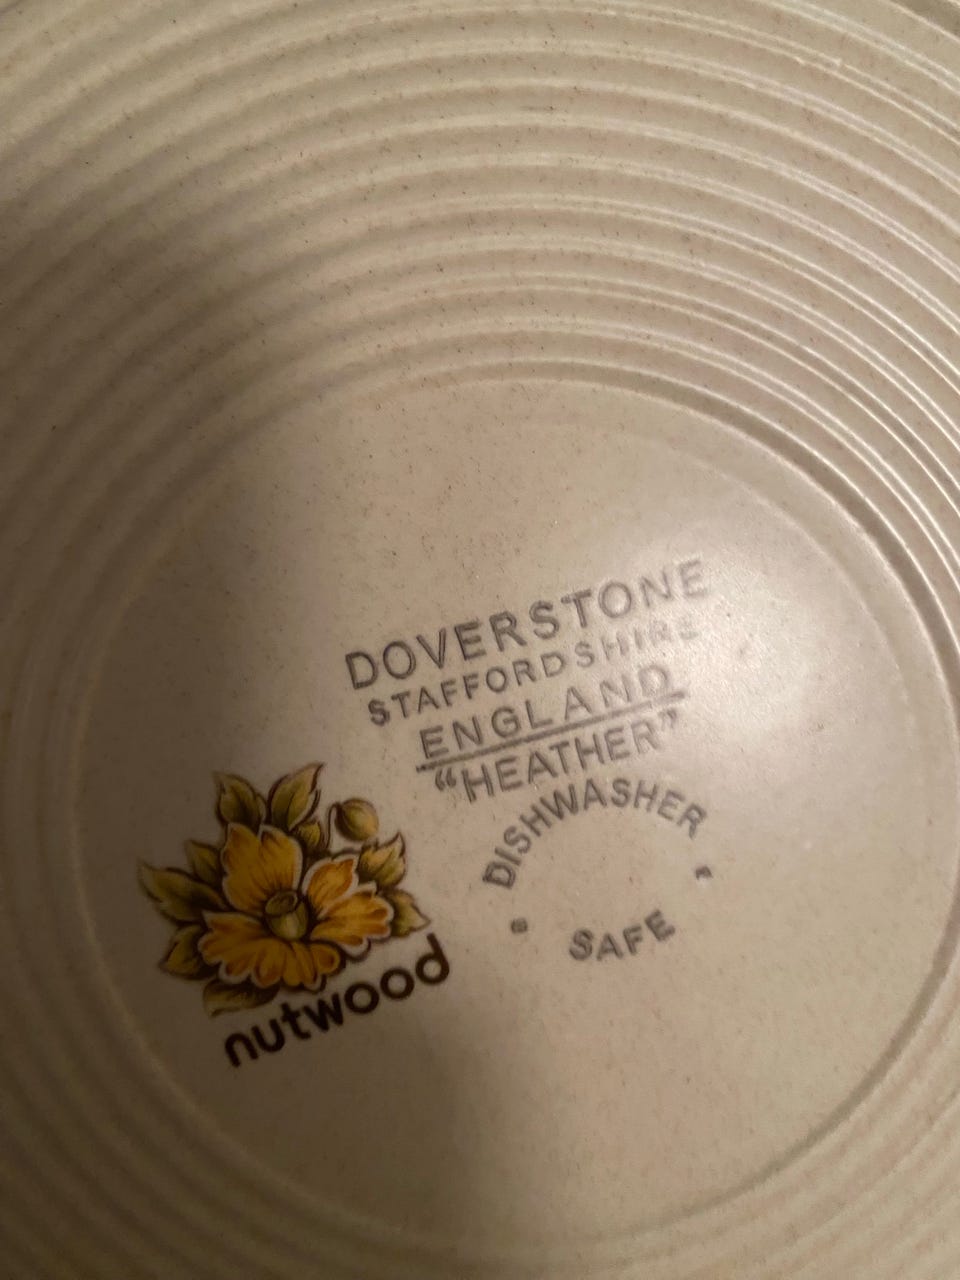 DOVERSTONE
STAFFORDSHIRE
ENGLAND
“HEATHER”
DISHWASHER
SAFE
nutwood